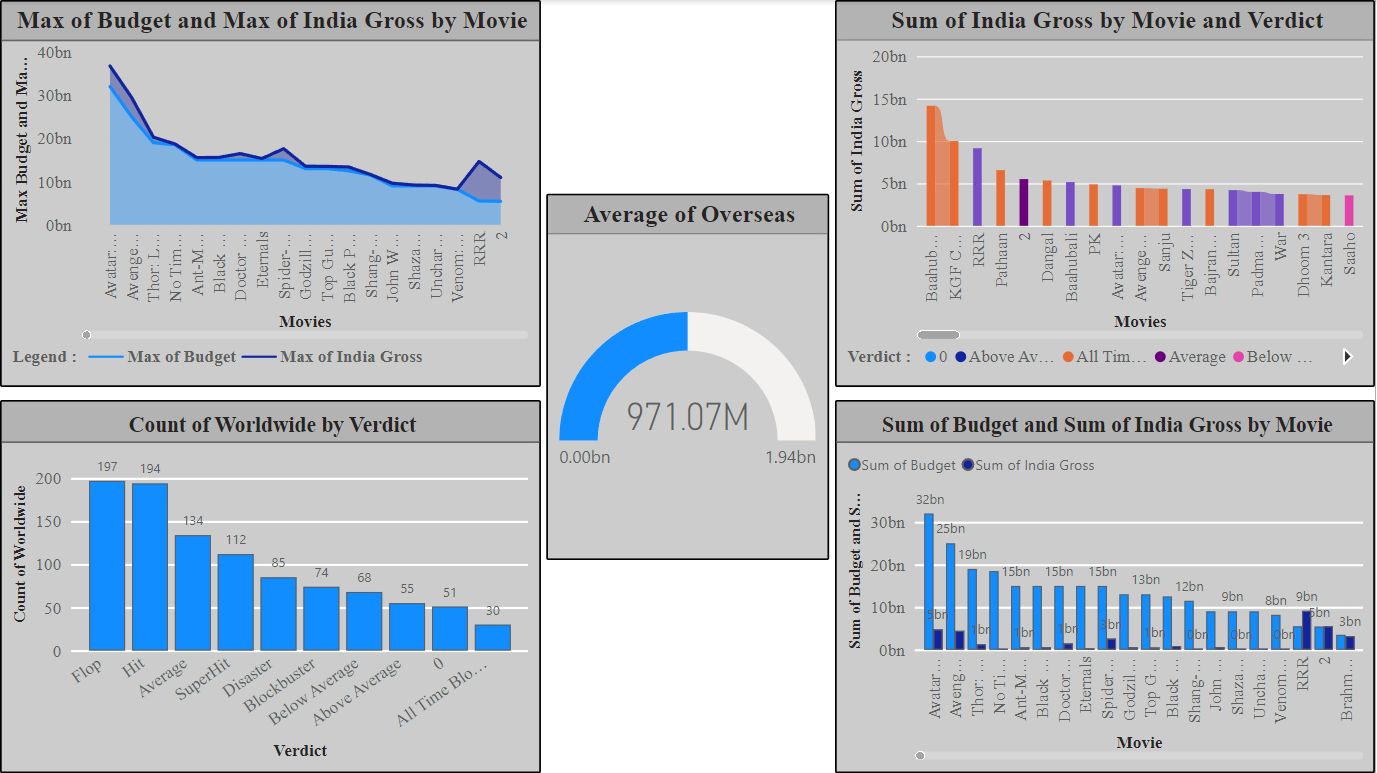 Max of Budget and Max of India Gross by Movie
Max Budget and Ma...
40bn
30bn
20bn
10bn
0bn
Avatar:...
Avenge...
Thor: L...
No Tim...
Ant-M...
Black ...
Doctor ...
Eternals
Spider-...
Godzill...
Top Gu...
Black P...
Shang-...
John W...
Shaza...
Unchar...
Venom:...
RRR
2
Movies
Legend : Max of Budget Max of India Gross
Sum of India Gross by Movie and Verdict
Sum of India Gross
20bn
15bn
10bn
5bn
0bn
Baahub...
KGF C...
RRR
Pathaan
2
Dangal
Baahubali
PK
Avatar: ...
Avenge...
Sanju
Tiger Z...
Bajran...
Sultan
Padma...
War
Dhoom 3
Kantara
Saaho
Movies
Verdict : 0 Above Av... All Tim... Average Below ...
Average of Overseas
971.07M
0.00bn 1.94bn
Count of Worldwide by Verdict
Count of Worldwide
200
150
100
50
0
197
194
134
112
85
74
68
55
51
30
Flop
Hit
Average
SuperHit
Disaster
Blockbuster
Below Average
Above Average
0
All Time Blo...
Verdict
Sum of Budget and Sum of India Gross by Movie
Sum of Budget Sum of India Gross
Sum of Budget and S...
30bn
20bn
10bn
0bn
32bn
5bn
25bn
19bn
1bn
15bn
1bn
15bn
1bn
15bn
3bn
13bn
1bn
12bn
0bn
9bn
0bn
8bn
0bn
9bn
5bn
3bn
Avatar...
Aveng...
Thor: ...
No Ti...
Ant-M...
Black ...
Doctor...
Eternals
Spider...
Godzil...
Top G...
Black ...
Shang-...
John ...
Shaza...
Uncha...
Venom...
RRR
2
Brahm...
Movie